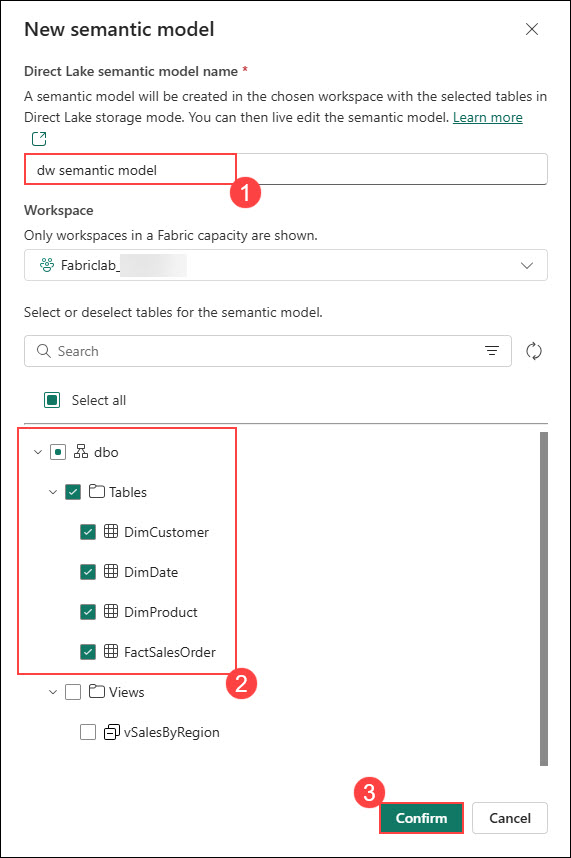 New semantic model
Direct Lake semantic model name *
A semantic model will be created in the chosen workspace with the selected tables in
Direct Lake storage mode. You can then live edit the semantic model. Learn more
dw semantic model
1
Workspace
Only workspaces in a Fabric capacity are shown.
Fabriclab_
Select or deselect tables for the semantic model.
Search
Select all
dbo
Tables
DimCustomer
DimDate
DimProduct
FactSalesOrder
2
Views
vSalesByRegion
3
Confirm Cancel